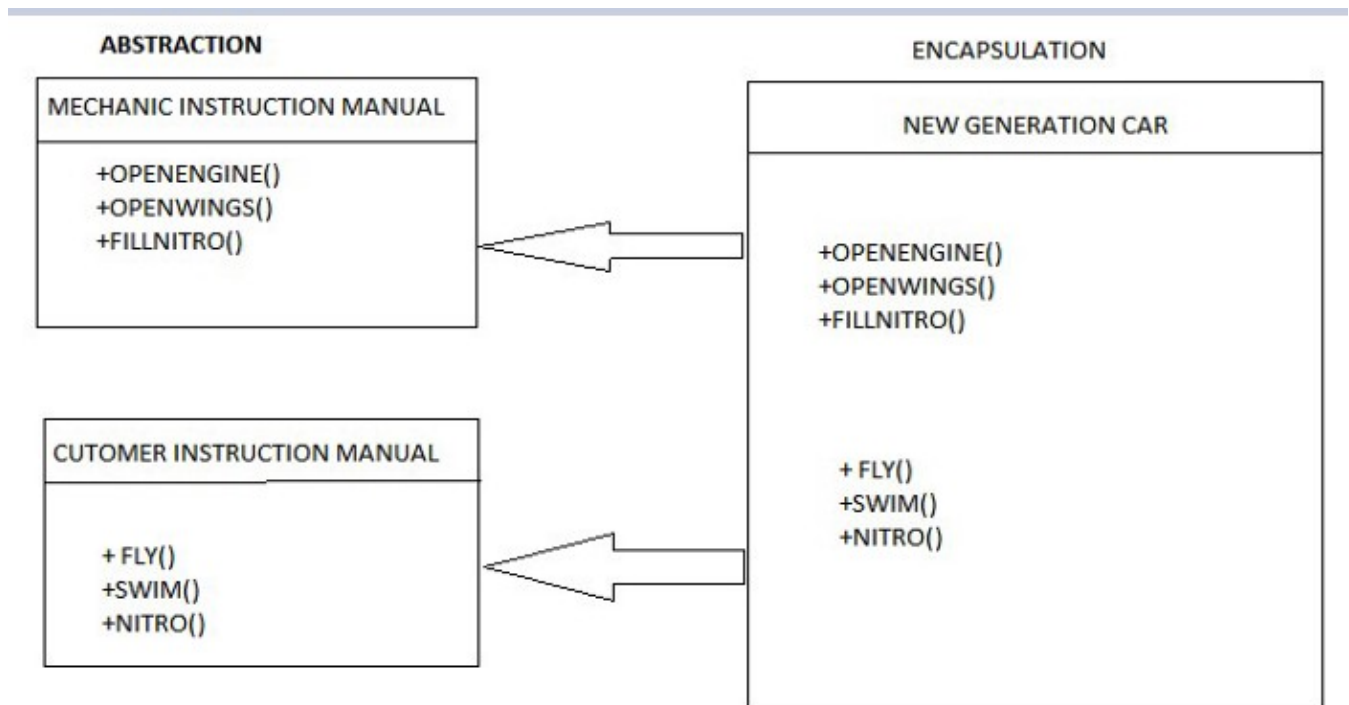 ABSTRACTION
MECHANIC INSTRUCTION MANUAL
+OPENENGINE()
+OPENWINGS()
+FILLNITRO()
CUTOMER INSTRUCTION MANUAL
+ FLY()
+SWIM()
+NITRO()
ENCAPSULATION
NEW GENERATION CAR
+OPENENGINE()
+OPENWINGS()
+FILLNITRO()
+ FLY()
+SWIM()
+NITRO()